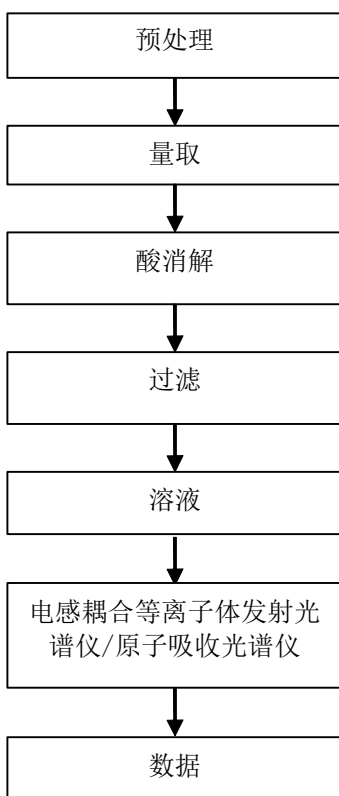 预处理
量取
酸消解
过滤
溶液
电感耦合等离子体发射光
谱仪/原子吸收光谱仪
数据